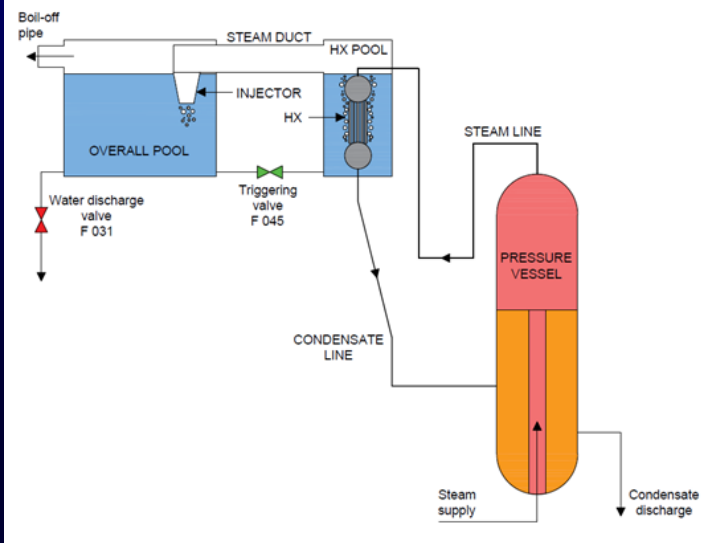 Boil-off
pipe
STEAM DUCT
HX POOL
INJECTOR
HX
OVERALL POOL
STEAM LINE
Water discharge
valve
F 031
Triggering
valve
F 045
PRESSURE
VESSEL
CONDENSATE
LINE
Steam
supply
Condensate
discharge